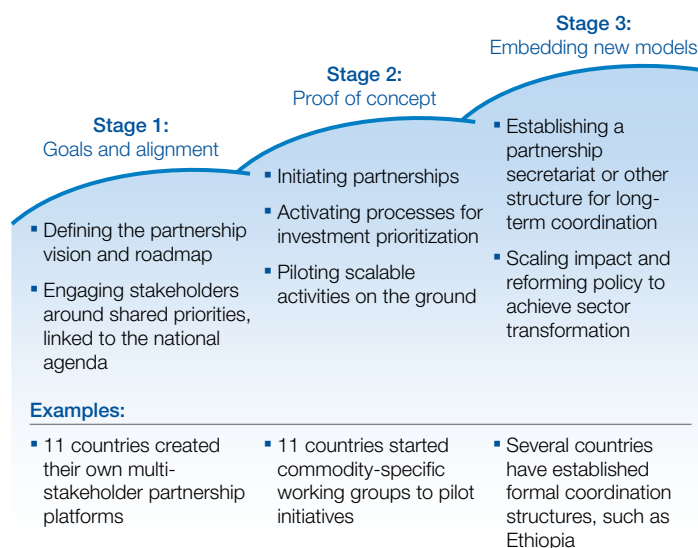 Stage 1:
Goals and alignment
▪ Defining the partnership
vision and roadmap
▪ Engaging stakeholders
around shared priorities,
linked to the national
agenda
Stage 2:
Proof of concept
▪ Initiating partnerships
▪ Activating processes for
investment prioritization
▪ Piloting scalable
activities on the ground
Stage 3:
Embedding new models
▪ Establishing a
partnership
secretariat or other
structure for long-
term coordination
▪ Scaling impact and
reforming policy to
achieve sector
transformation
Examples:
▪ 11 countries created
their own multi-
stakeholder partnership
platforms
▪ 11 countries started
commodity-specific
working groups to pilot
initiatives
▪ Several countries
have established
formal coordination
structures, such as
Ethiopia